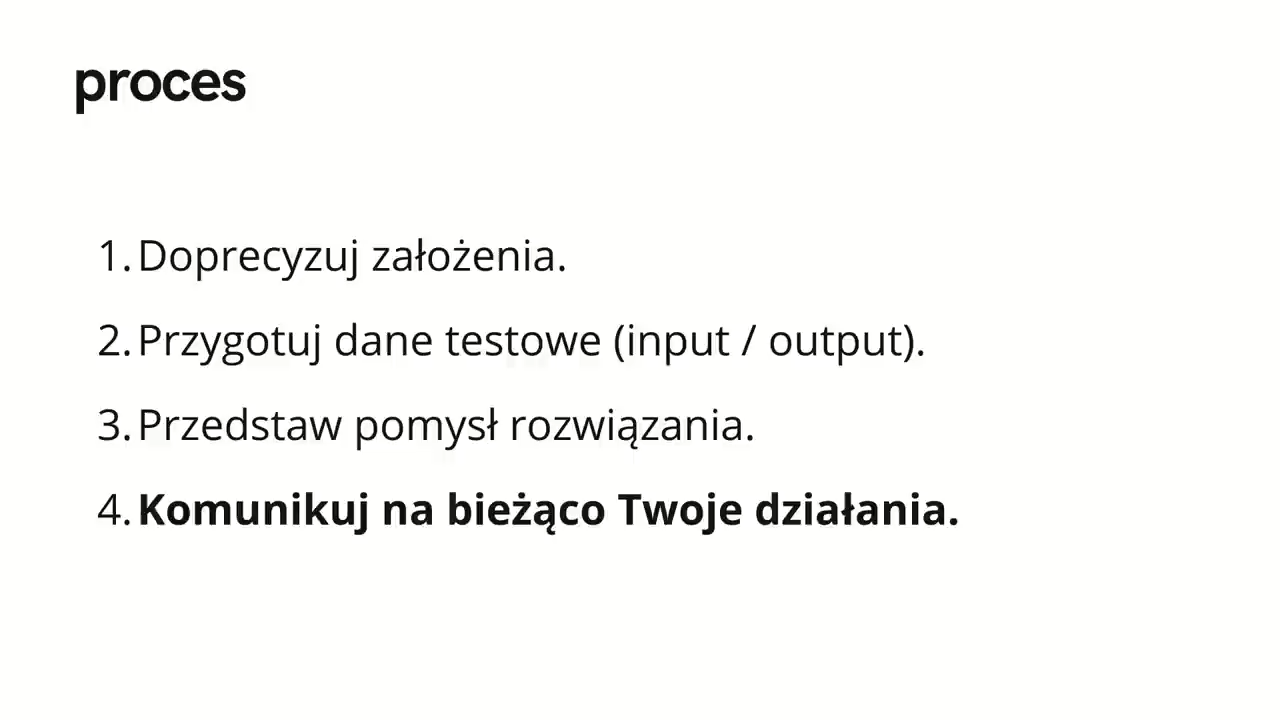 proces
1. Doprecyzuj założenia.
2. Przygotuj dane testowe (input / output).
3. Przedstaw pomysł rozwiązania.
4. Komunikuj na bieżąco Twoje działania.